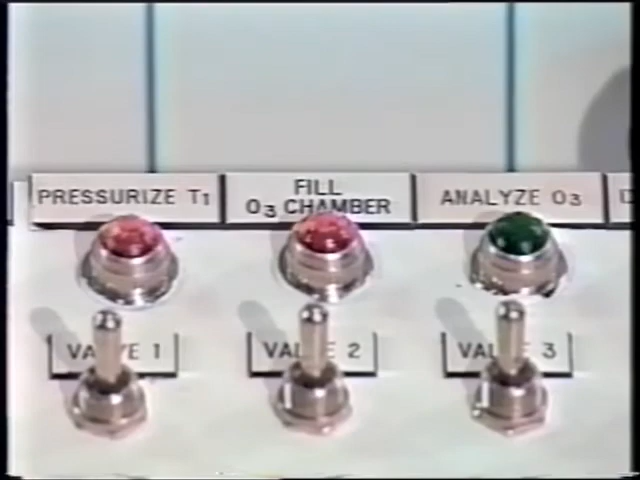 PRESSURIZE T1
FILL
O3 CHAMBER
ANALYZE O3
VALVE 1
VALVE 2
VALVE 3